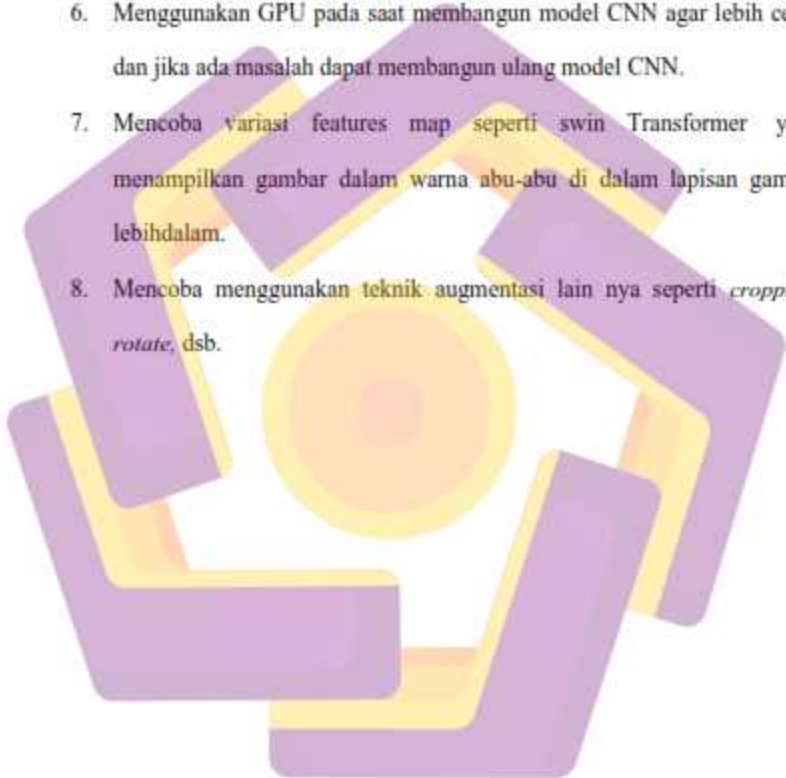 6. Menggunakan GPU pada saat membangun model CNN agar lebih
dan jika ada masalah dapat membangun ulang model CNN.
7. Mencoba variasi features map seperti swin Transformer
menampilkan gambar dalam warna abu-abu di dalam lapisan
lebihdalam.
8. Mencoba menggunakan teknik augmentasi lain nya seperti
rotate, dsb.